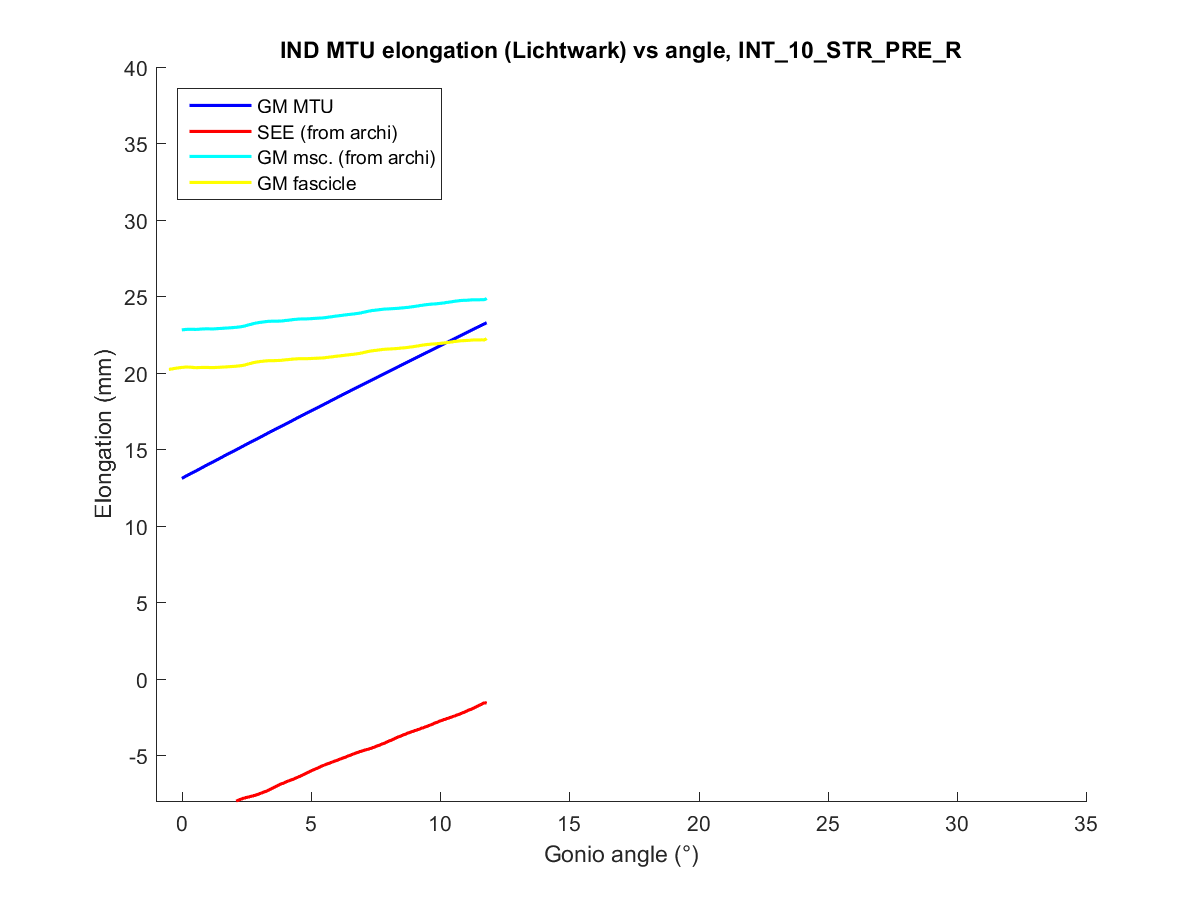 IND MTU elongation (Lichtwark) vs angle, INT_10_STR_PRE_R
GM MTU
SEE (from archi)
GM msc. (from archi)
GM fascicle
40
35
30
25
20
15
10
5
0
-5
Elongation (mm)
0 5 10 15 20 25 30 35
Gonio angle (°)